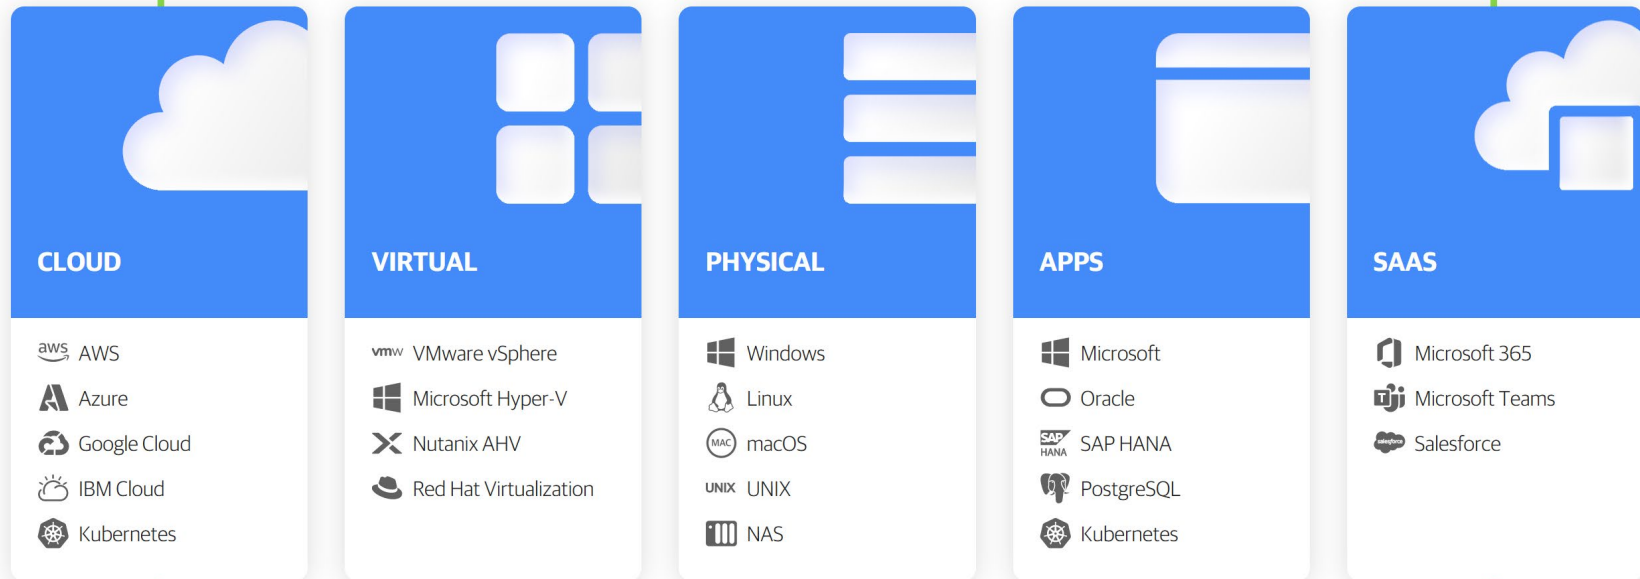 CLOUD
aws AWS
Azure
Google Cloud
IBM Cloud
Kubernetes
VIRTUAL
vmw VMware vSphere
Microsoft Hyper-V
Nutanix AHV
Red Hat Virtualization
PHYSICAL
Windows
Linux
MAC macOS
UNIX UNIX
NAS
APPS
Microsoft
Oracle
SAP HANA SAP HANA
PostgreSQL
Kubernetes
SAAS
Microsoft 365
T Microsoft Teams
salesforce Salesforce